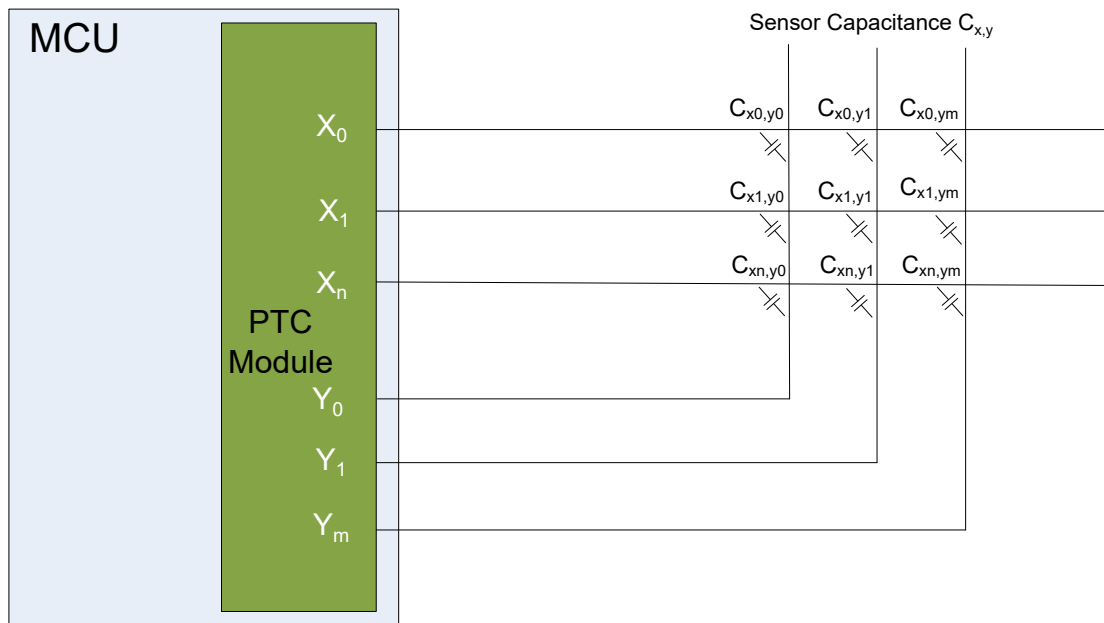 MCU
Sensor Capacitance Cx,y
Cx0,y0 Cx0,y1 Cx0,ym
X0
Cx1,y0 Cx1,y1 Cx1,ym
X1
Cxn,y0 Cxn,y1 Cxn,ym
Xn
PTC
Module
Y0
Y1
Ym